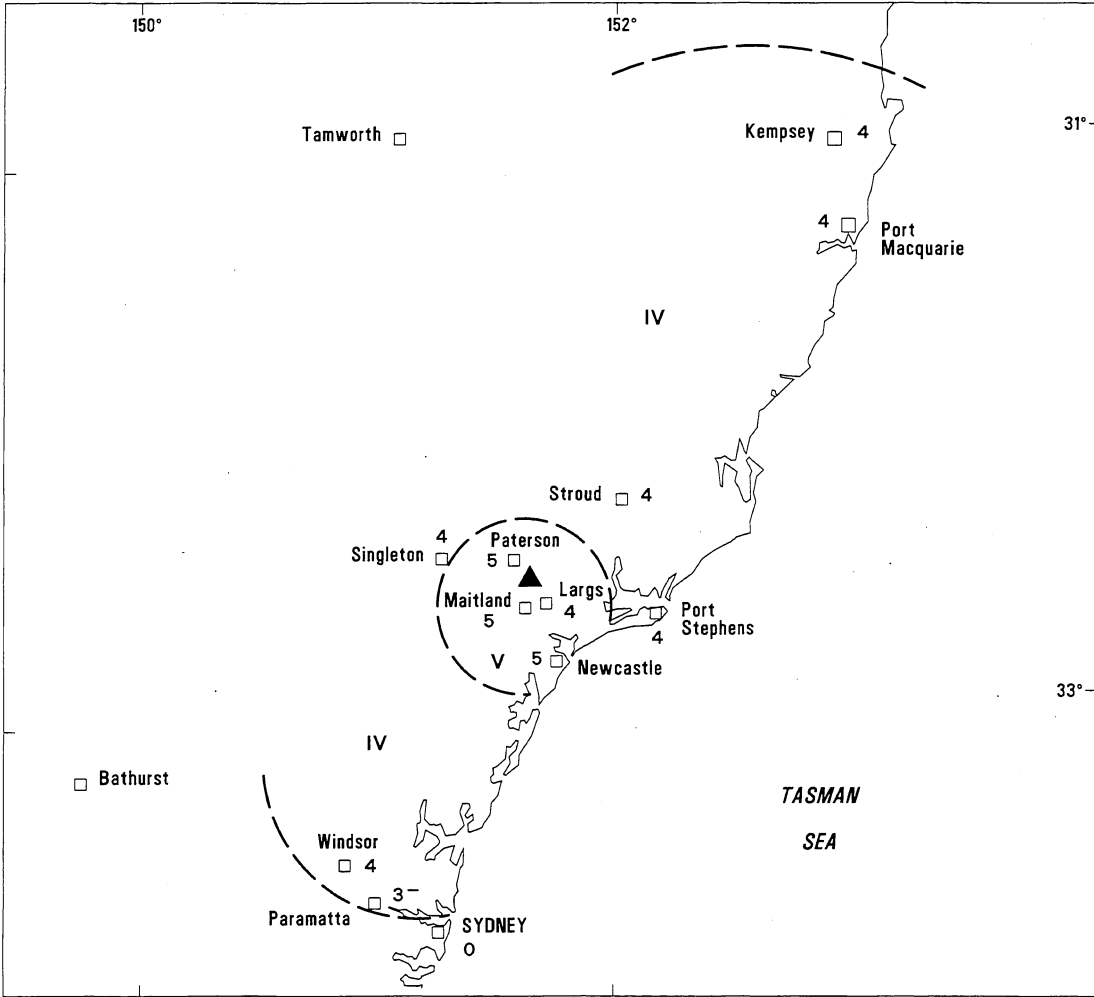 150°
152°
31°
Tamworth
Kempsey 4
4
Port
Macquarie
IV
Stroud 4
4
Singleton
Paterson
5
Largs
4
Maitland
5
Port
Stephens
4
V
5 Newcastle
33°
IV
Bathurst
TASMAN
SEA
Windsor
4
3−
Paramatta
SYDNEY
0